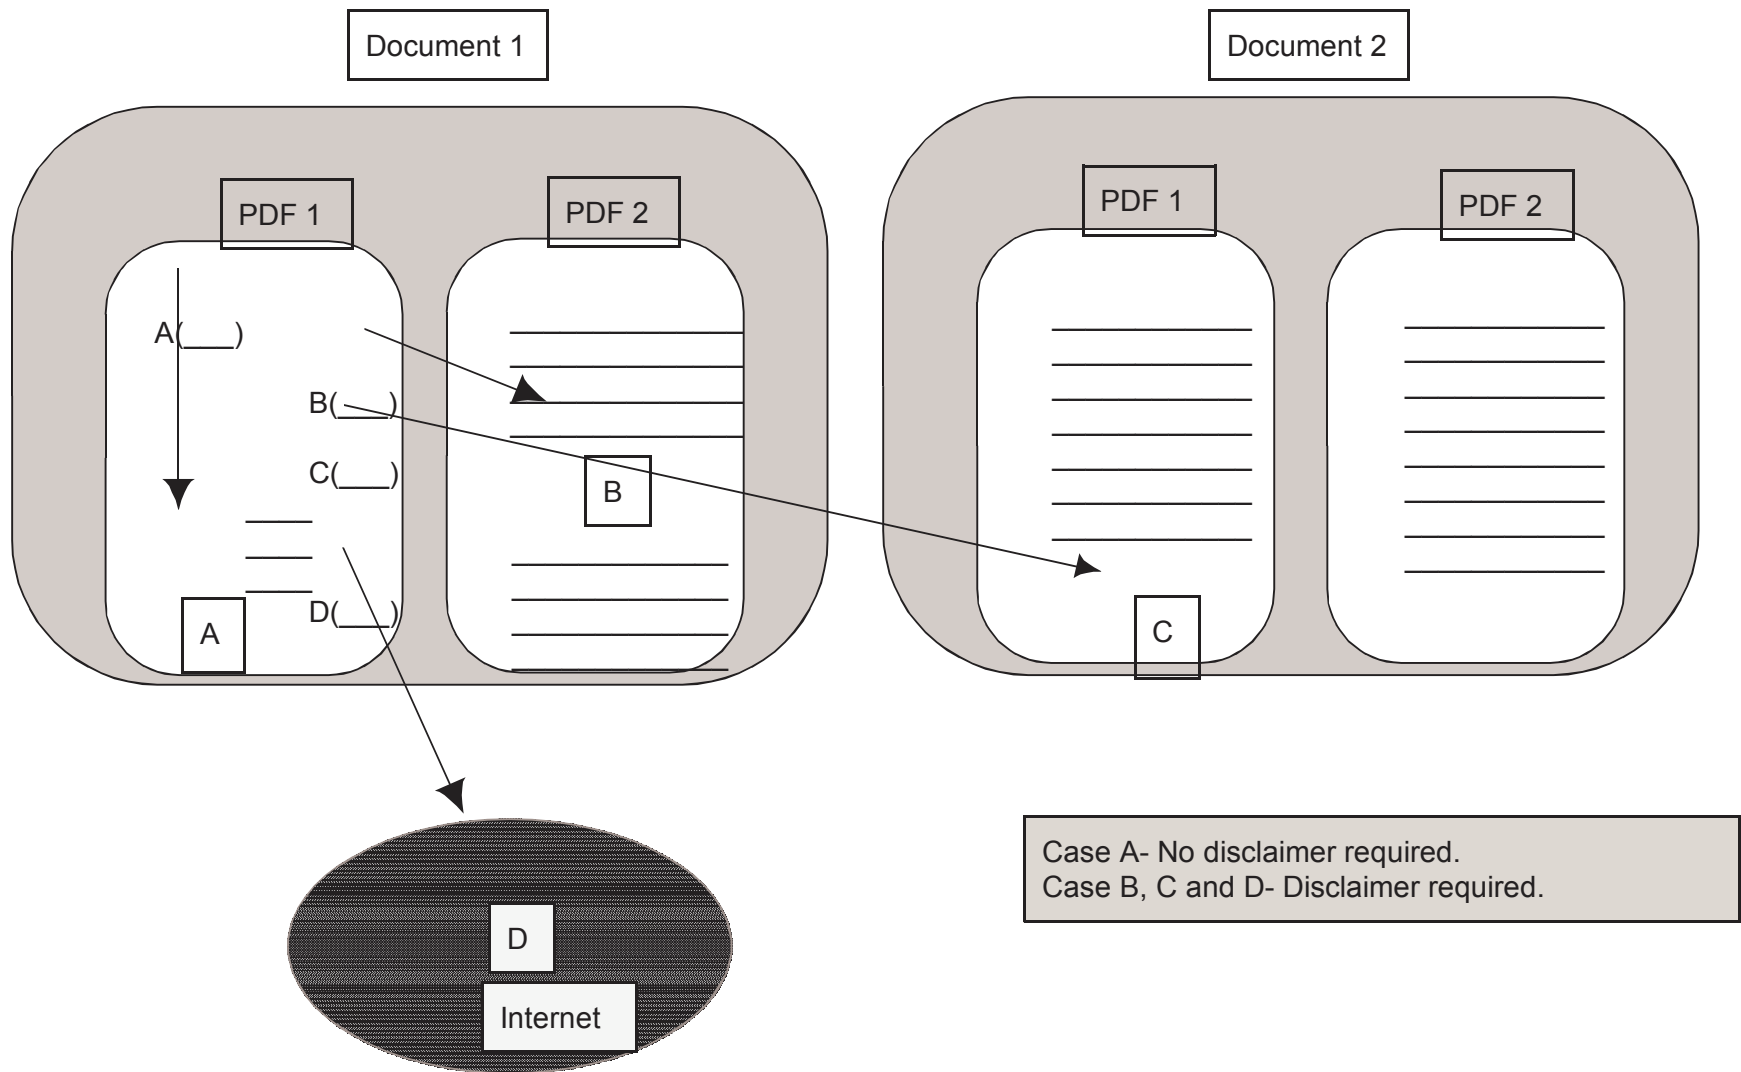 Document 1
Document 2
PDF 1
PDF 2
PDF 1
PDF 2
A(___)
B(___)
C(___)
B
D(___)
A
C
Case A- No disclaimer required.
Case B, C and D- Disclaimer required.
D
Internet